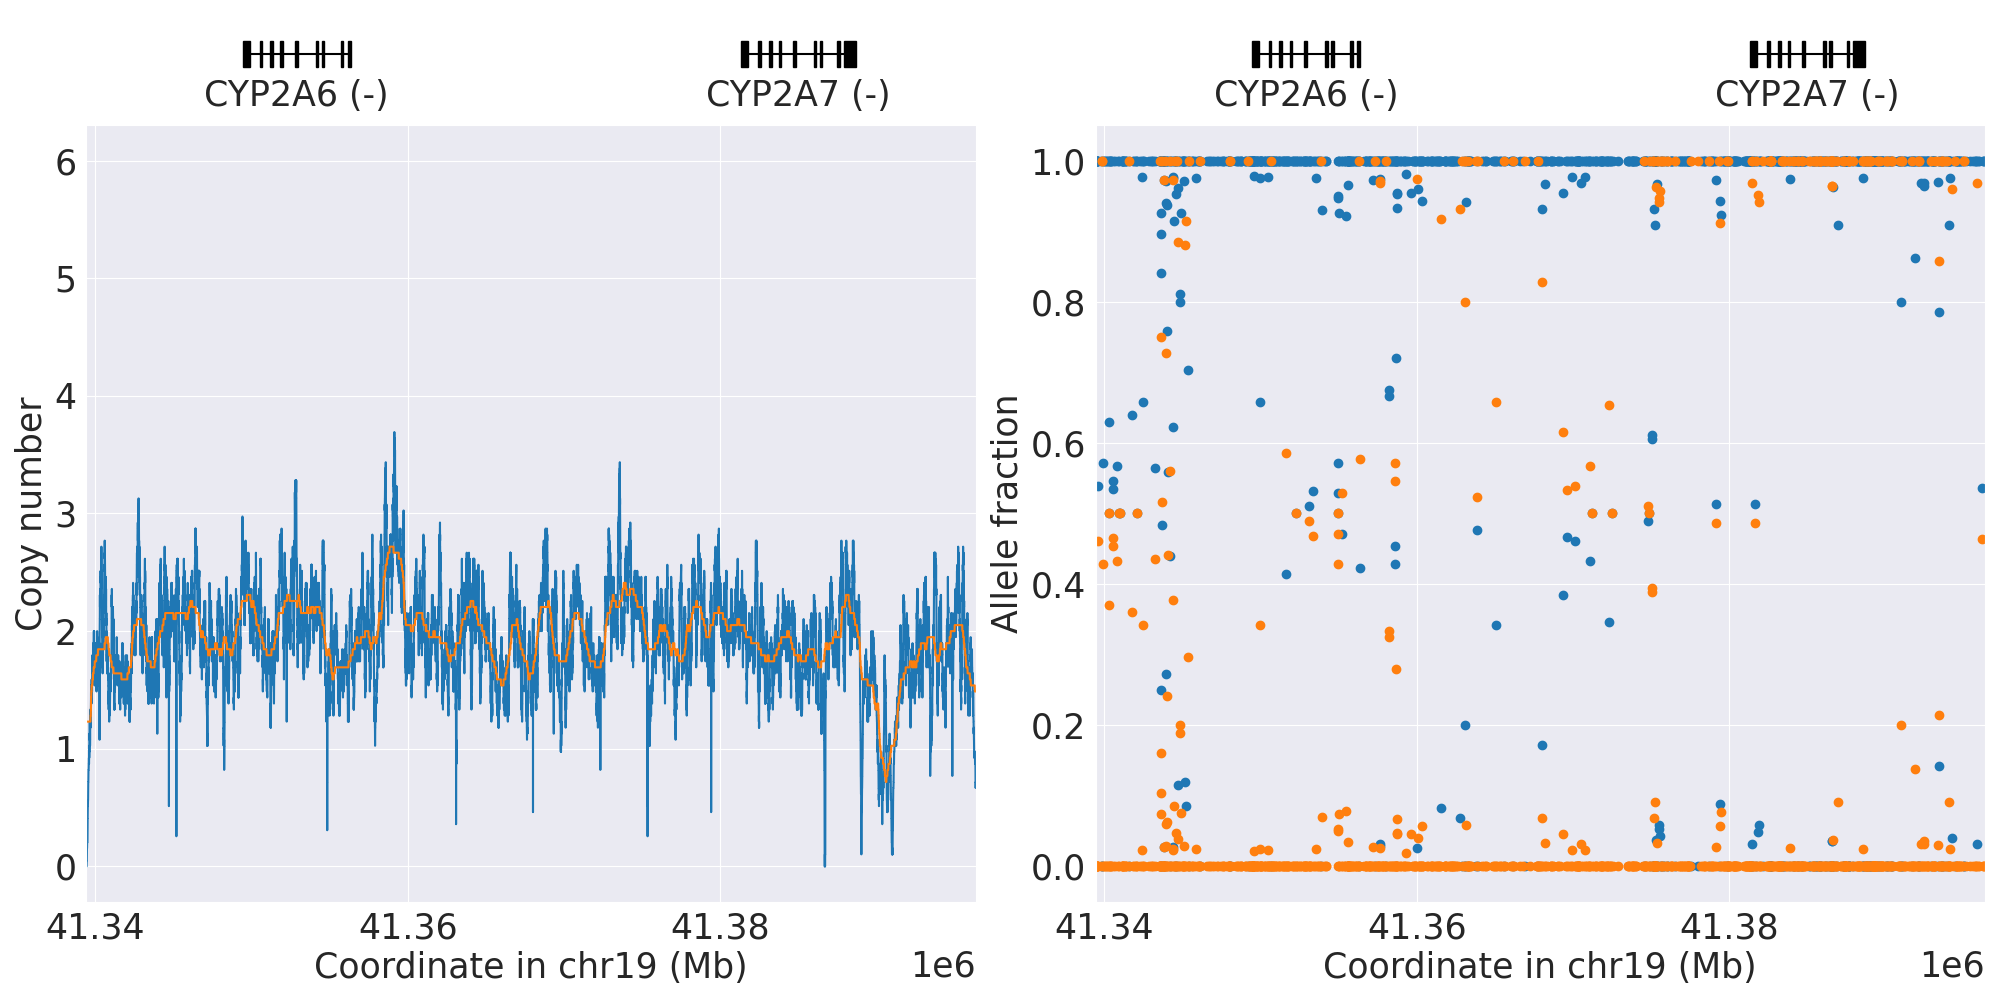 CYP2A6 (-)
CYP2A7 (-)
6
5
4
3
2
1
0
Copy number
41.34
41.36
41.38
Coordinate in chr19 (Mb)
1e6
CYP2A6 (-)
CYP2A7 (-)
1.0
0.8
0.6
0.4
0.2
0.0
Allele fraction
41.34
41.36
41.38
Coordinate in chr19 (Mb)
1e6